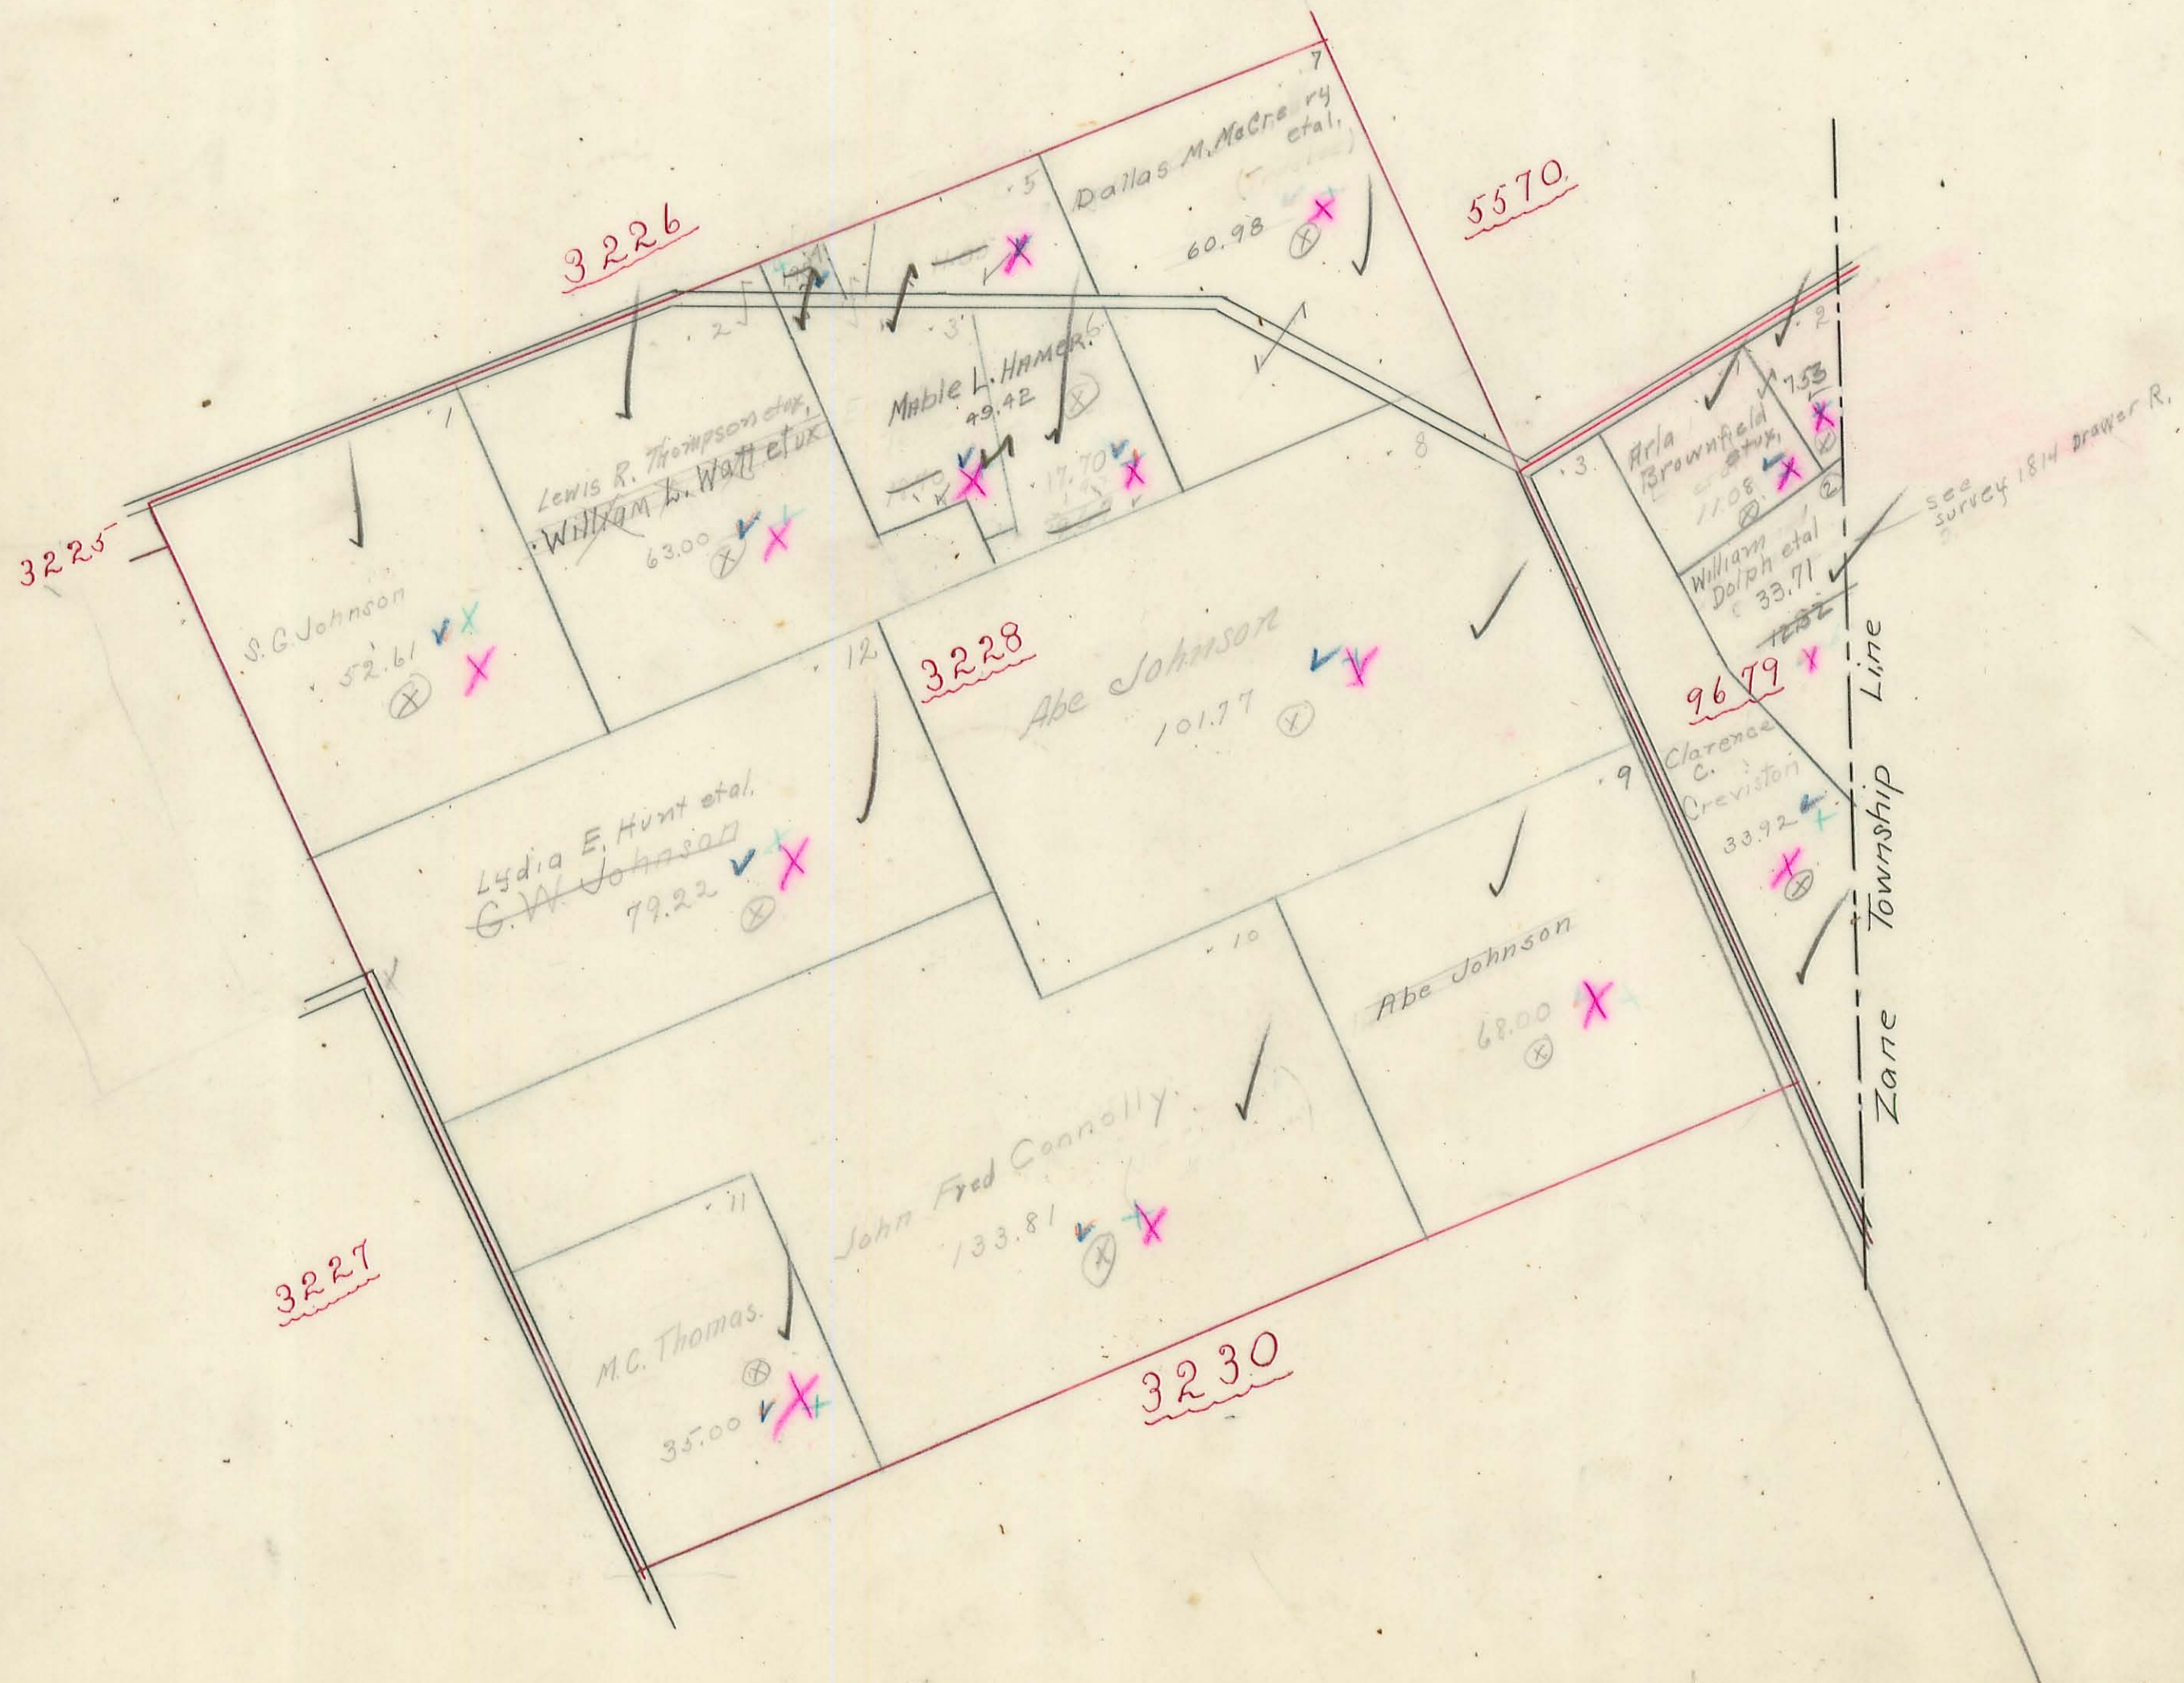 7
Dallas M. McCreary
etal.
60.98
5570
3226
5
2
3
6
Mable L. Hamer
49.42
17.70
Lewis R. Thompson etux,
William L. Watt etux
63.00
1
3225
S.G. Johnson
52.61
8
3
2
7.53
Arla
Brownfield
etux,
11.08
2
William
Dolph etal
33.71
12.52
see
survey 1814 Drawer R.
9679
12
3228
Abe Johnson
101.77
Lydia E. Hunt etal.
G.W. Johnson
79.22
9
Clarence
C.
Creviston
33.92
Zane Township Line
10
Abe Johnson
68.00
11
John Fred Connolly.
133.81
3227
M.C. Thomas.
35.00
3230